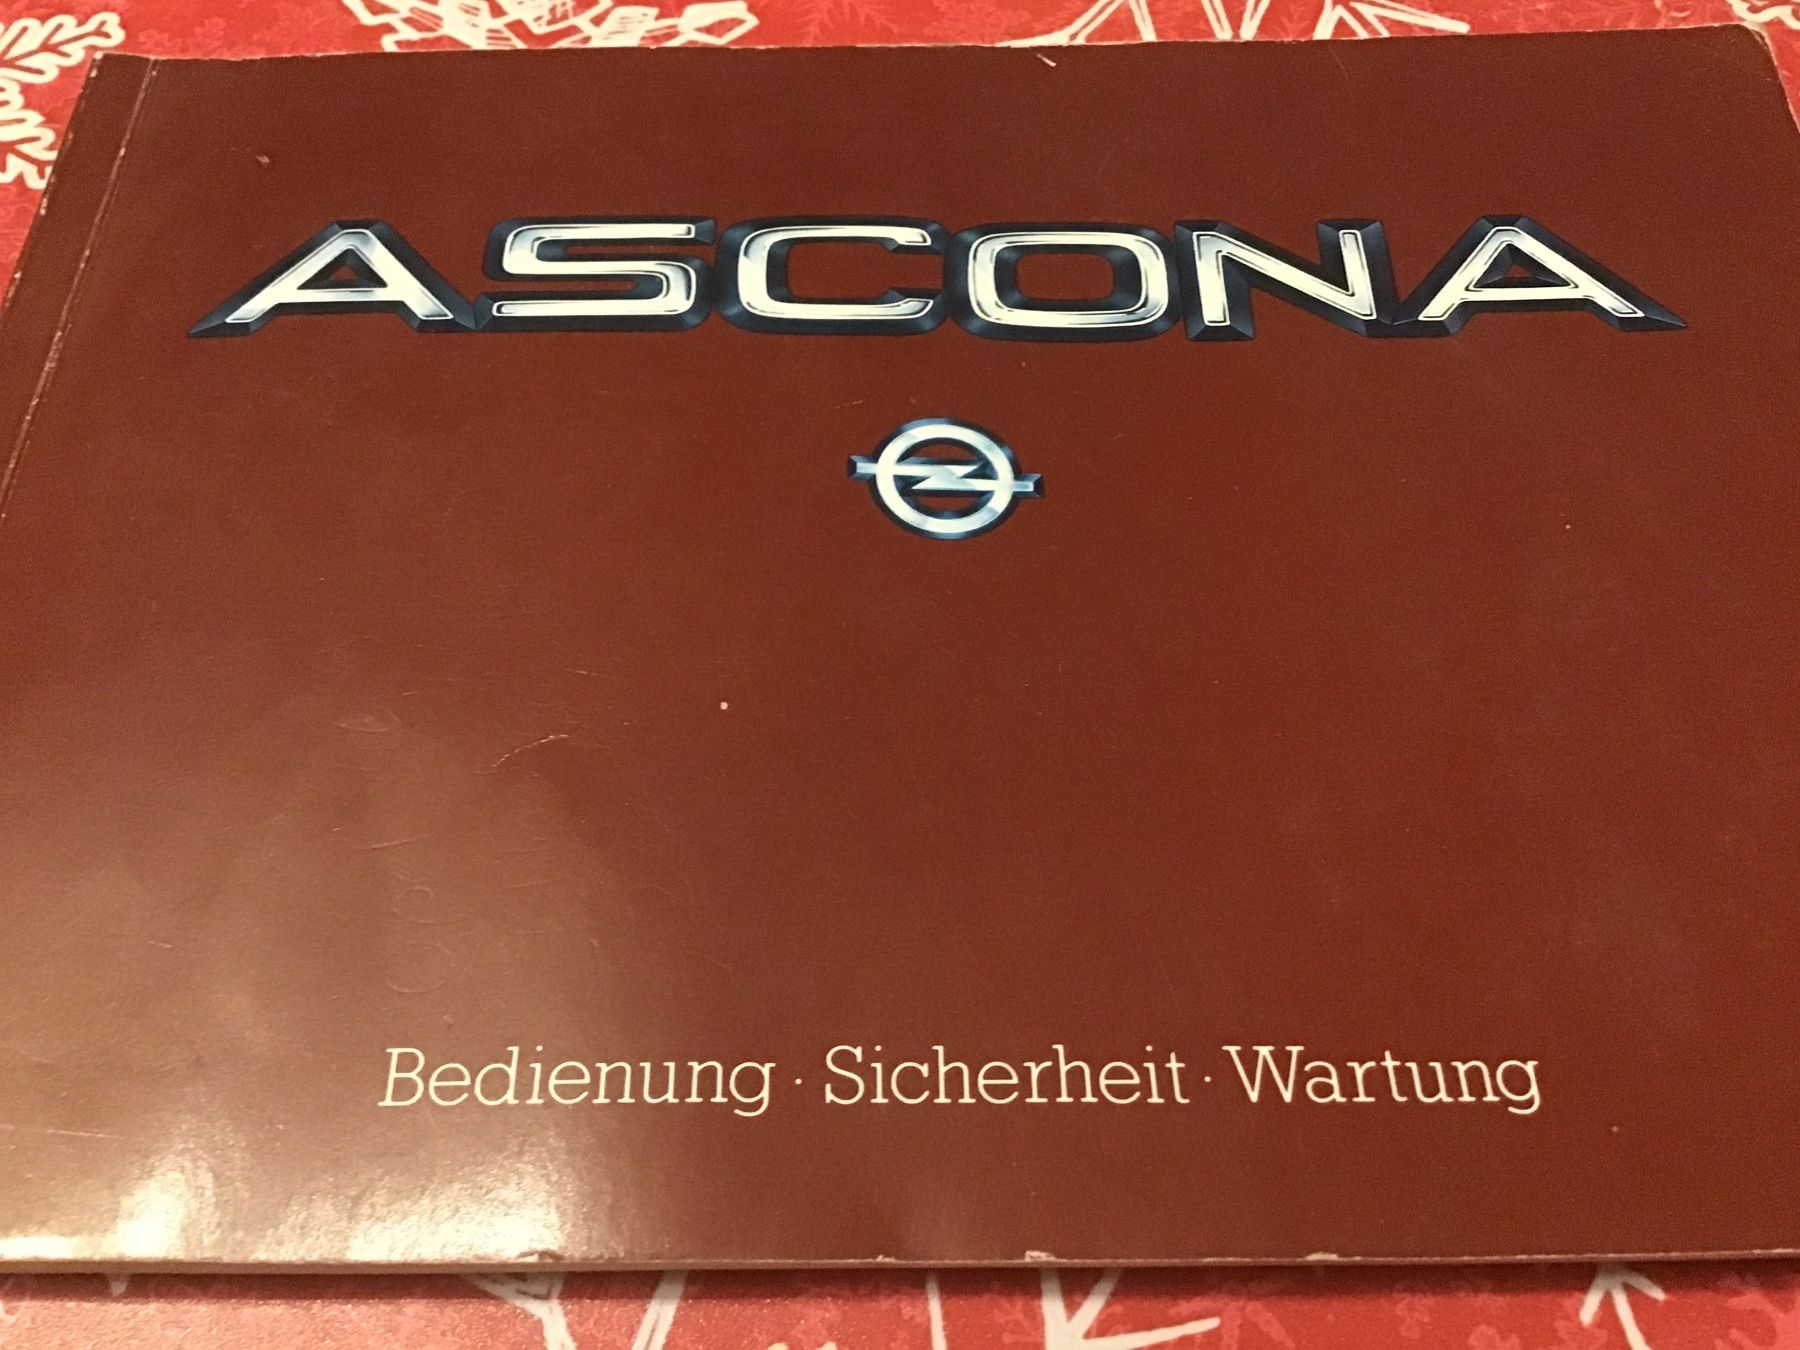 ASCONA
Bedienung · Sicherheit · Wartung